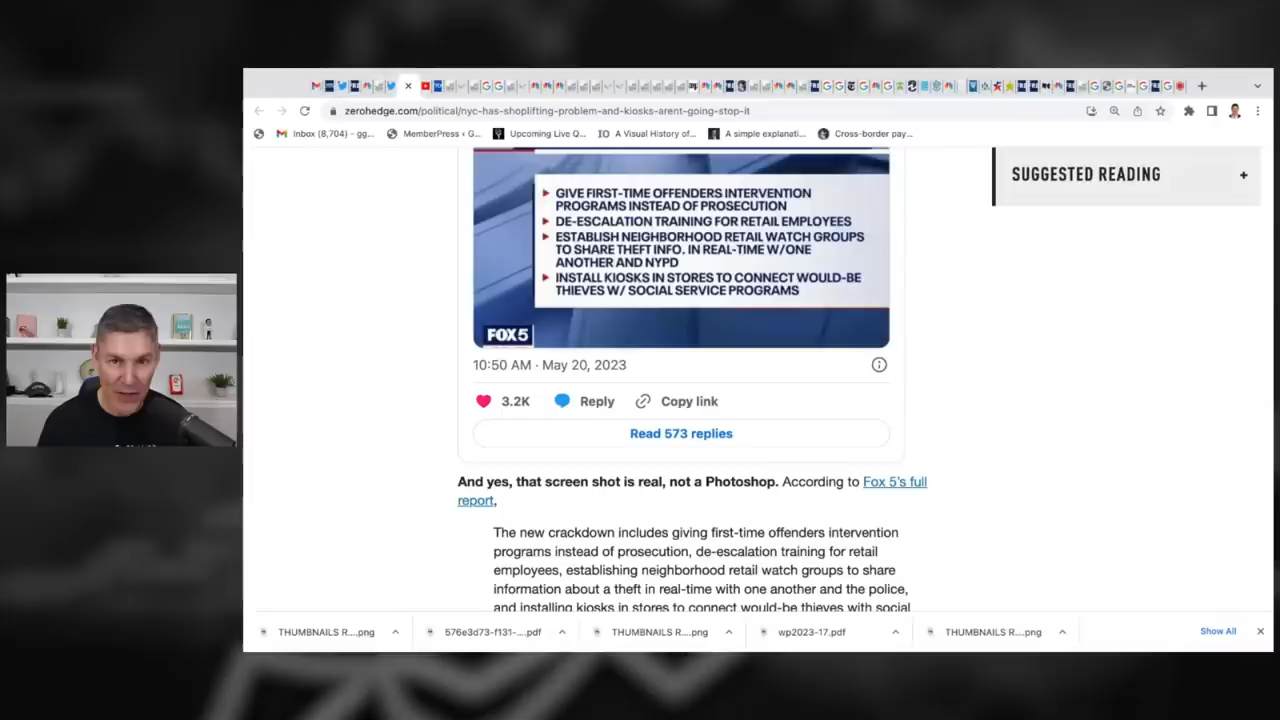 zerohedge.com/political/nyc-has-shoplifting-problem-and-kiosks-arent-going-stop-it
Inbox (8,704) - gg...
MemberPress ‹ G...
Upcoming Live Q...
IO
A Visual History of...
A simple explanati...
Cross-border pay...
GIVE FIRST-TIME OFFENDERS INTERVENTION
PROGRAMS INSTEAD OF PROSECUTION
DE-ESCALATION TRAINING FOR RETAIL EMPLOYEES
ESTABLISH NEIGHBORHOOD RETAIL WATCH GROUPS
TO SHARE THEFT INFO. IN REAL-TIME W/ONE
ANOTHER AND NYPD
INSTALL KIOSKS IN STORES TO CONNECT WOULD-BE
THIEVES W/ SOCIAL SERVICE PROGRAMS
FOX 5
SUGGESTED READING +
10:50 AM · May 20, 2023
3.2K Reply Copy link
Read 573 replies
And yes, that screen shot is real, not a Photoshop. According to Fox 5's full
report,
The new crackdown includes giving first-time offenders intervention
programs instead of prosecution, de-escalation training for retail
employees, establishing neighborhood retail watch groups to share
information about a theft in real-time with one another and the police,
and installing kiosks in stores to connect would-be thieves with social
THUMBNAILS R....png
576e3d73-f131-....pdf
THUMBNAILS R....png
wp2023-17.pdf
THUMBNAILS R....png
Show All